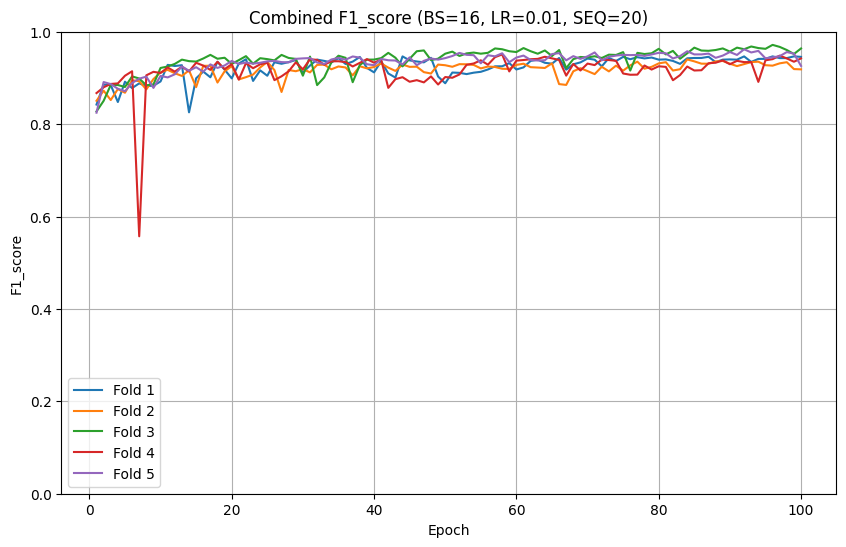 Combined F1_score (BS=16, LR=0.01, SEQ=20)
1.0
0.8
0.6
0.4
0.2
0.0
F1_score
Fold 1
Fold 2
Fold 3
Fold 4
Fold 5
0 20 40 60 80 100
Epoch